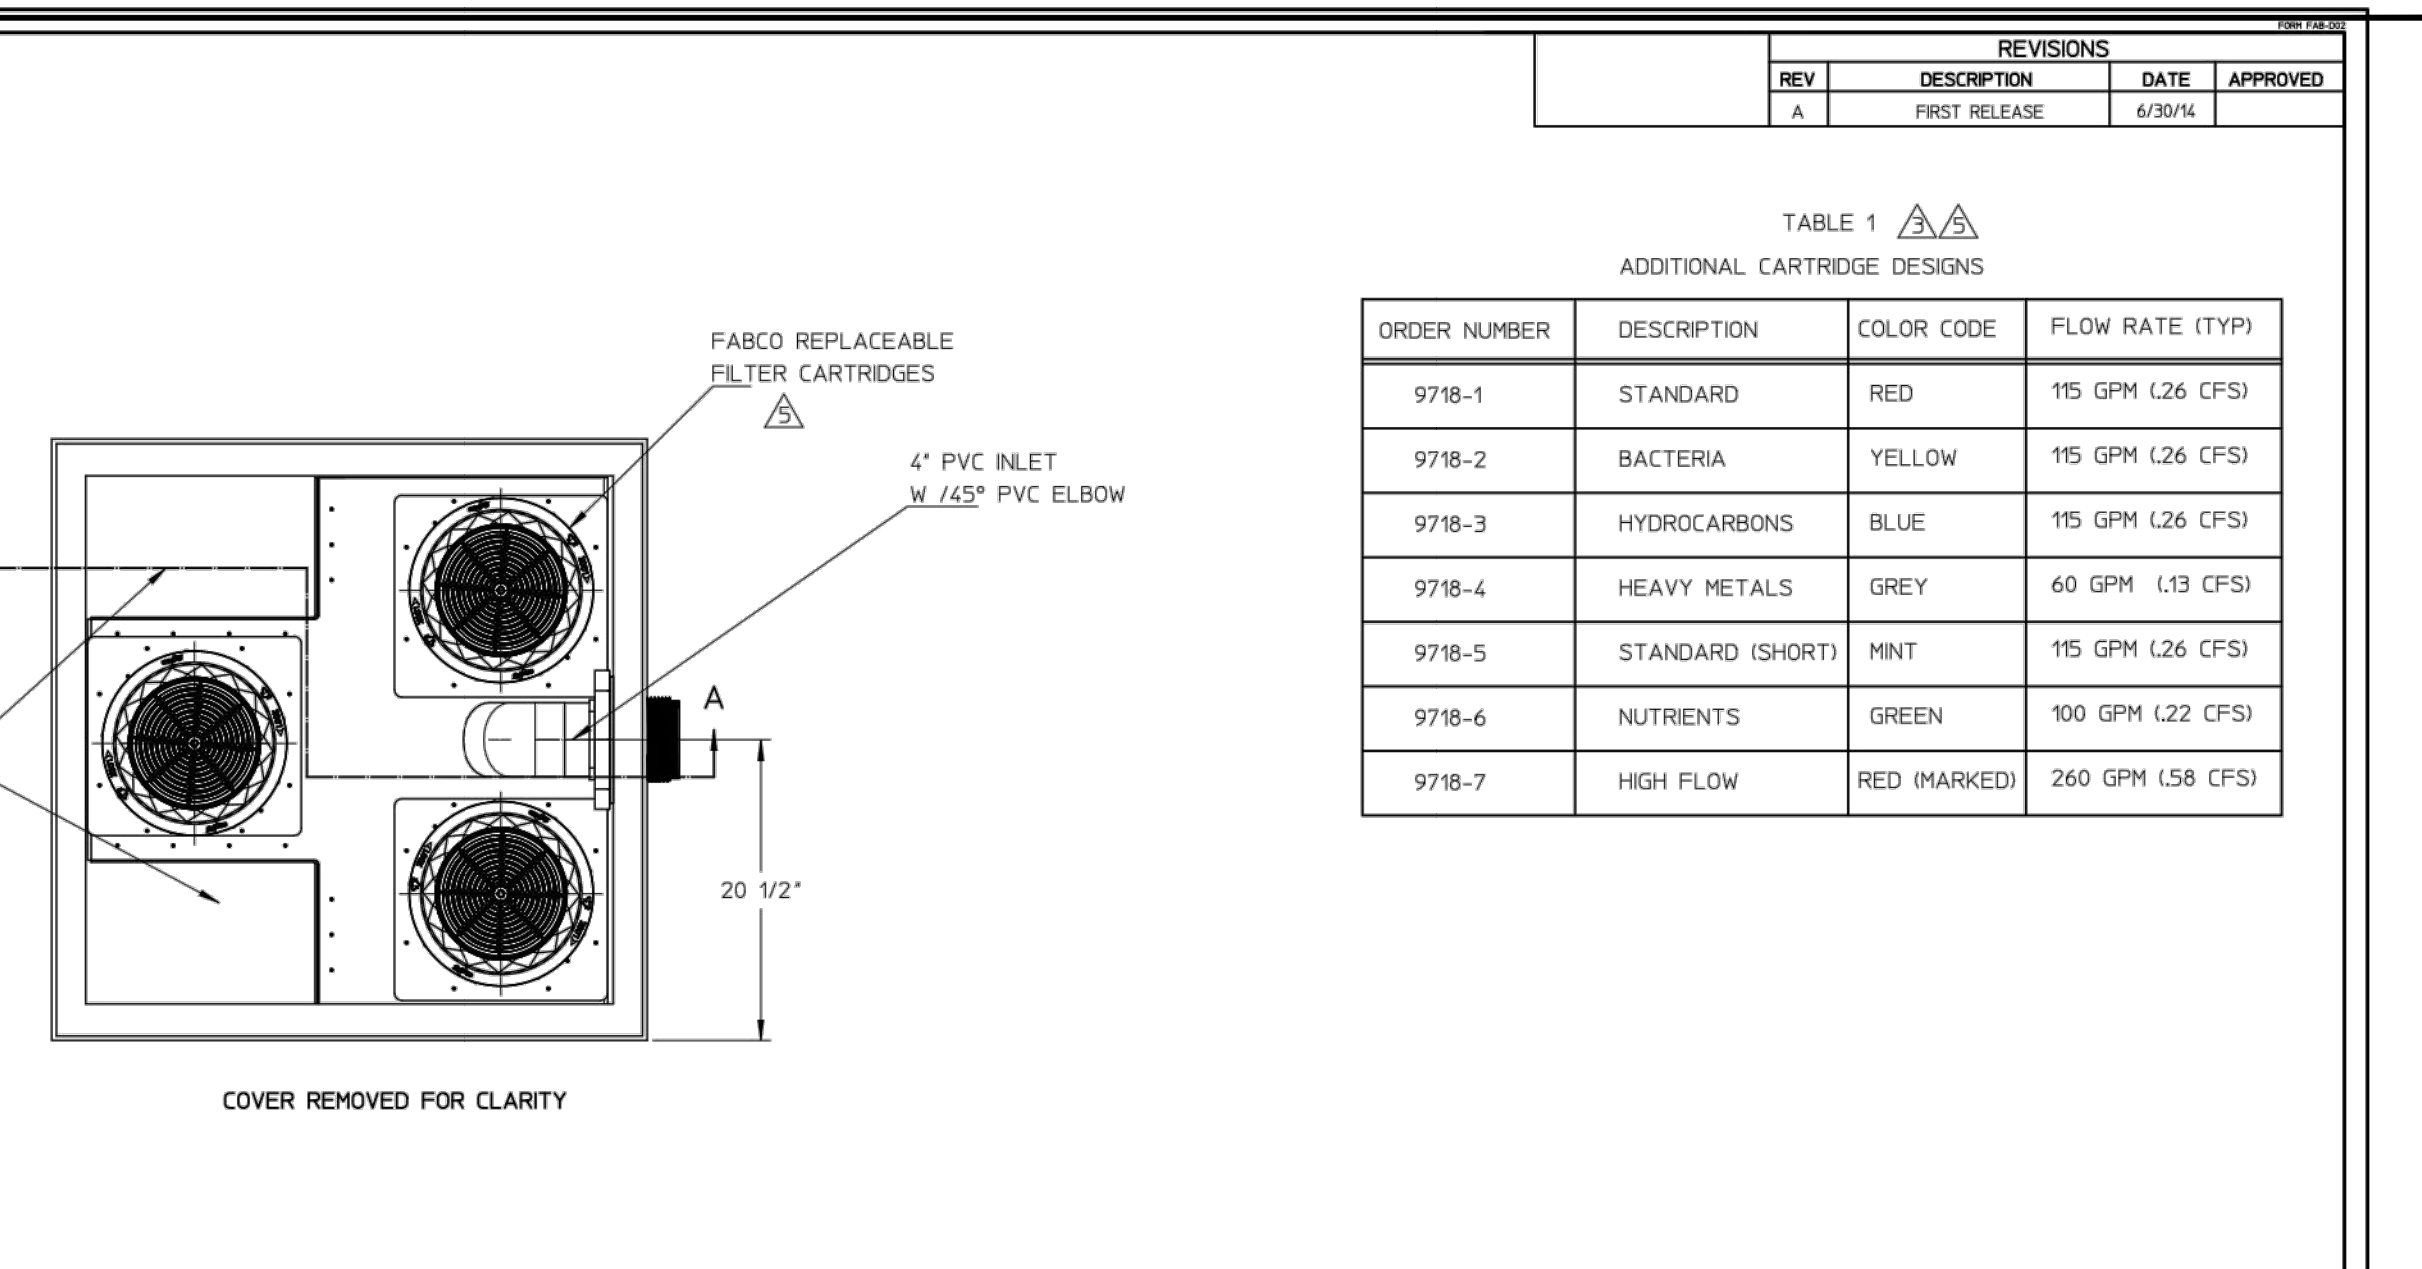 FORM FAB-D02
REVISIONS
REV DESCRIPTION DATE APPROVED
A FIRST RELEASE 6/30/14
TABLE 1 3 5
ADDITIONAL CARTRIDGE DESIGNS
ORDER NUMBER DESCRIPTION COLOR CODE FLOW RATE (TYP)
9718-1 STANDARD RED 115 GPM (.26 CFS)
9718-2 BACTERIA YELLOW 115 GPM (.26 CFS)
9718-3 HYDROCARBONS BLUE 115 GPM (.26 CFS)
9718-4 HEAVY METALS GREY 60 GPM (.13 CFS)
9718-5 STANDARD (SHORT) MINT 115 GPM (.26 CFS)
9718-6 NUTRIENTS GREEN 100 GPM (.22 CFS)
9718-7 HIGH FLOW RED (MARKED) 260 GPM (.58 CFS)
FABCO REPLACEABLE
FILTER CARTRIDGES
5
4" PVC INLET
W /45° PVC ELBOW
A
20 1/2"
COVER REMOVED FOR CLARITY